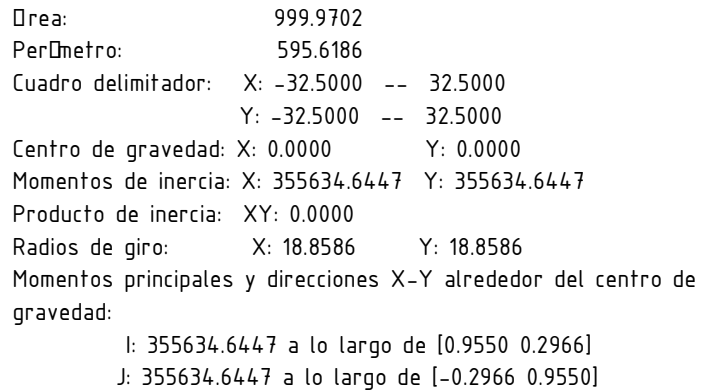 ▯rea: 999.9702
Per▯metro: 595.6186
Cuadro delimitador: X: -32.5000 -- 32.5000
Y: -32.5000 -- 32.5000
Centro de gravedad: X: 0.0000 Y: 0.0000
Momentos de inercia: X: 355634.6447 Y: 355634.6447
Producto de inercia: XY: 0.0000
Radios de giro: X: 18.8586 Y: 18.8586
Momentos principales y direcciones X-Y alrededor del centro de
gravedad:
I: 355634.6447 a lo largo de [0.9550 0.2966]
J: 355634.6447 a lo largo de [-0.2966 0.9550]